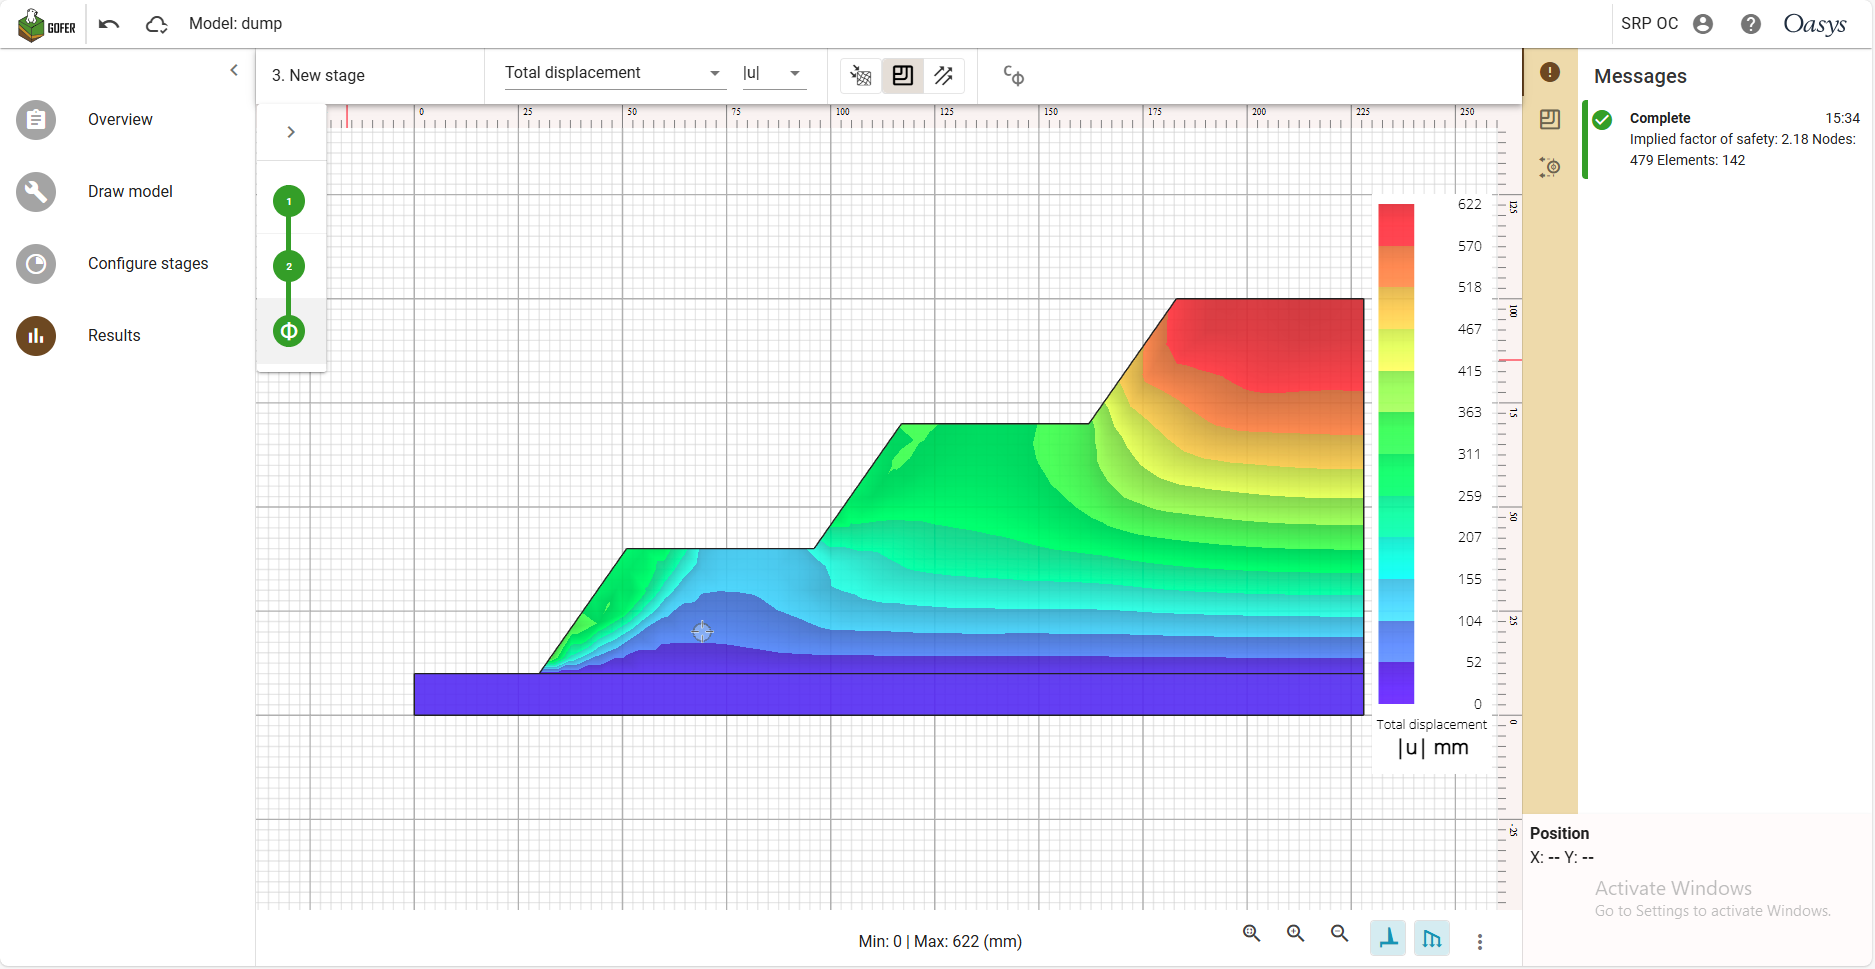 GOFER
Model: dump
SRP OC
Oasys
3. New stage
Total displacement
|u|
cΦ
Messages
Complete
15:34
Implied factor of safety: 2.18 Nodes:
479 Elements: 142
Overview
Draw model
Configure stages
Results
1
2
Φ
0 25 50 75 100 125 150 175 200 225 250
125
100
75
50
25
0
-25
622
570
518
467
415
363
311
259
207
155
104
52
0
Total displacement
|u| mm
Min: 0 | Max: 622 (mm)
Position
X: -- Y: --
Activate Windows
Go to Settings to activate Windows.